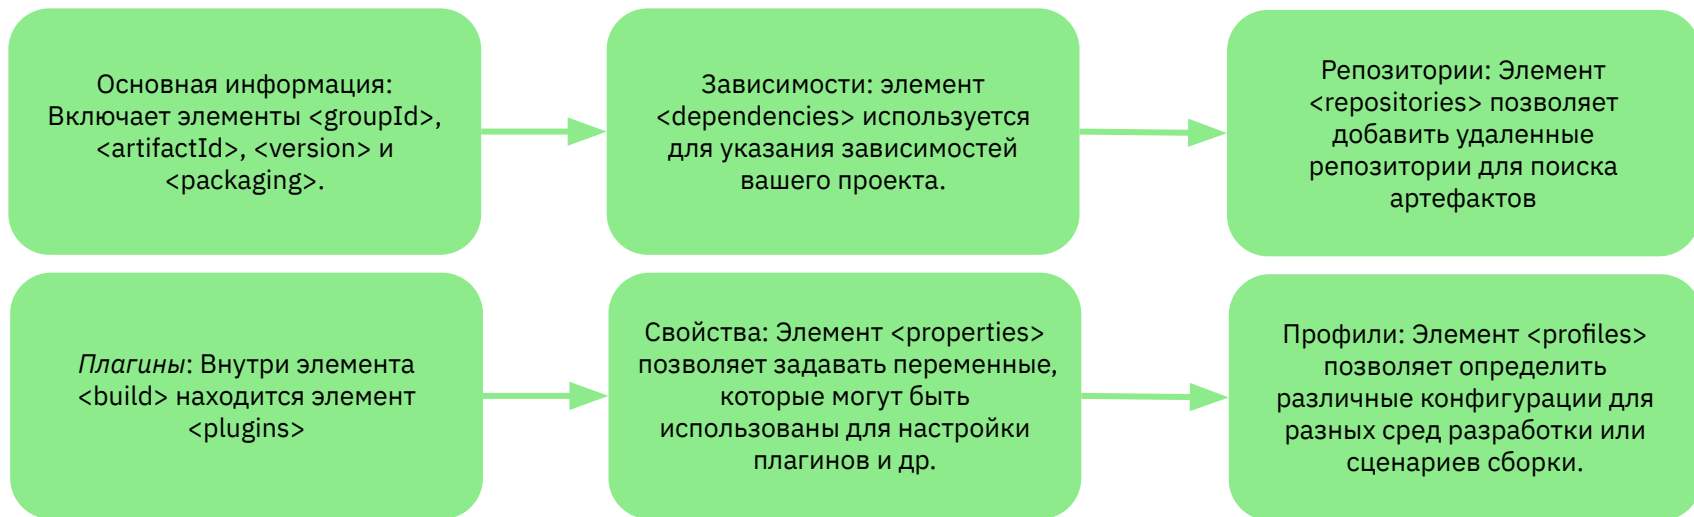 Основная информация:
Включает элементы <groupId>,
<artifactId>, <version> и
<packaging>.
Зависимости: элемент
<dependencies> используется
для указания зависимостей
вашего проекта.
Репозитории: Элемент
<repositories> позволяет
добавить удаленные
репозитории для поиска
артефактов
Плагины: Внутри элемента
<build> находится элемент
<plugins>
Свойства: Элемент <properties>
позволяет задавать переменные,
которые могут быть
использованы для настройки
плагинов и др.
Профили: Элемент <profiles>
позволяет определить
различные конфигурации для
разных сред разработки или
сценариев сборки.